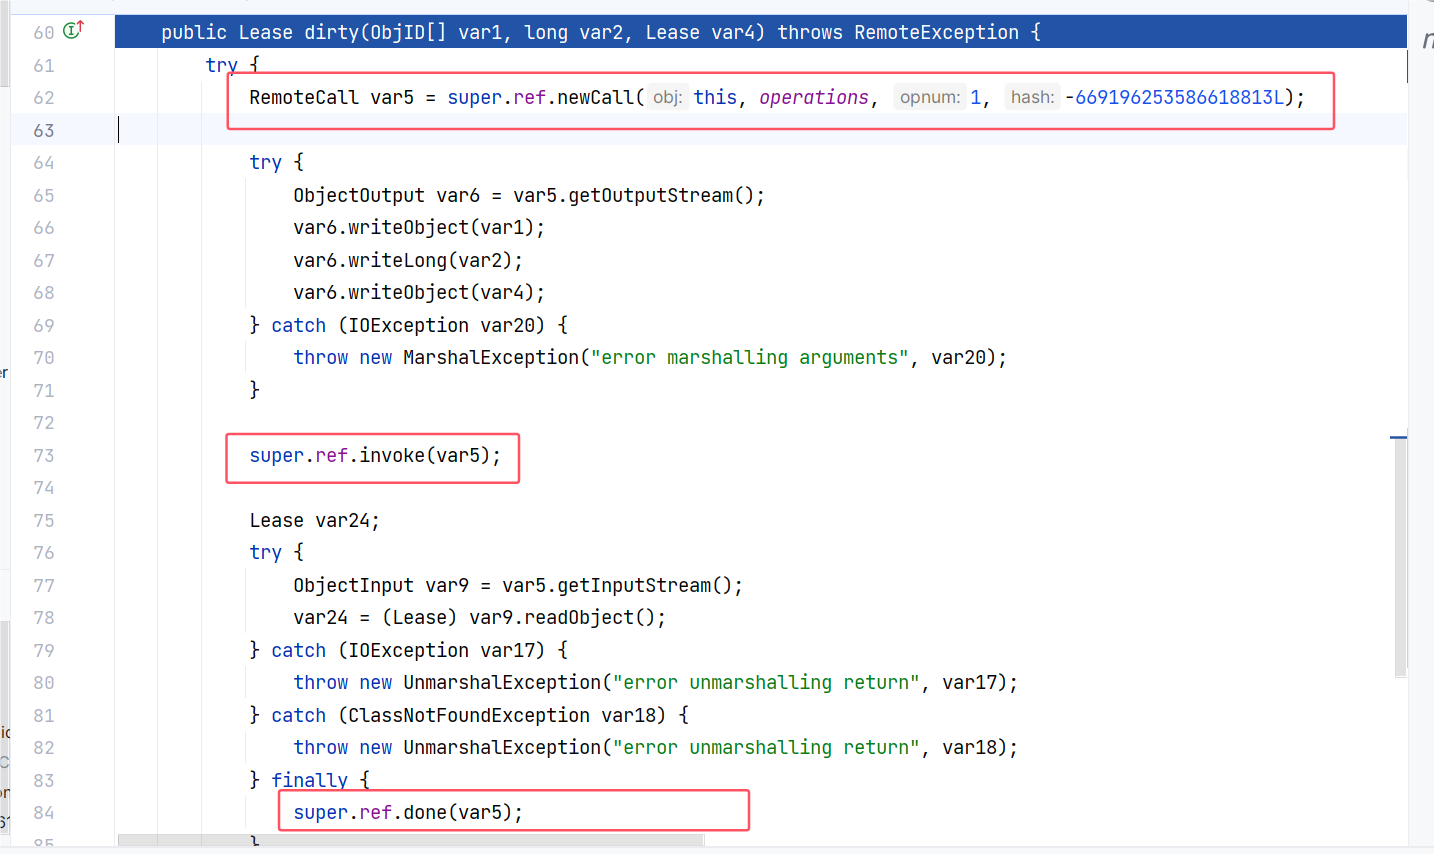 60 public Lease dirty(ObjID[] var1, long var2, Lease var4) throws RemoteException {
61 try {
62 RemoteCall var5 = super.ref.newCall( obj: this, operations, opnum: 1, hash: -669196253586618813L);
63
64 try {
65 ObjectOutput var6 = var5.getOutputStream();
66 var6.writeObject(var1);
67 var6.writeLong(var2);
68 var6.writeObject(var4);
69 } catch (IOException var20) {
70 throw new MarshalException("error marshalling arguments", var20);
71 }
72
73 super.ref.invoke(var5);
74
75 Lease var24;
76 try {
77 ObjectInput var9 = var5.getInputStream();
78 var24 = (Lease) var9.readObject();
79 } catch (IOException var17) {
80 throw new UnmarshalException("error unmarshalling return", var17);
81 } catch (ClassNotFoundException var18) {
82 throw new UnmarshalException("error unmarshalling return", var18);
83 } finally {
84 super.ref.done(var5);
85 }